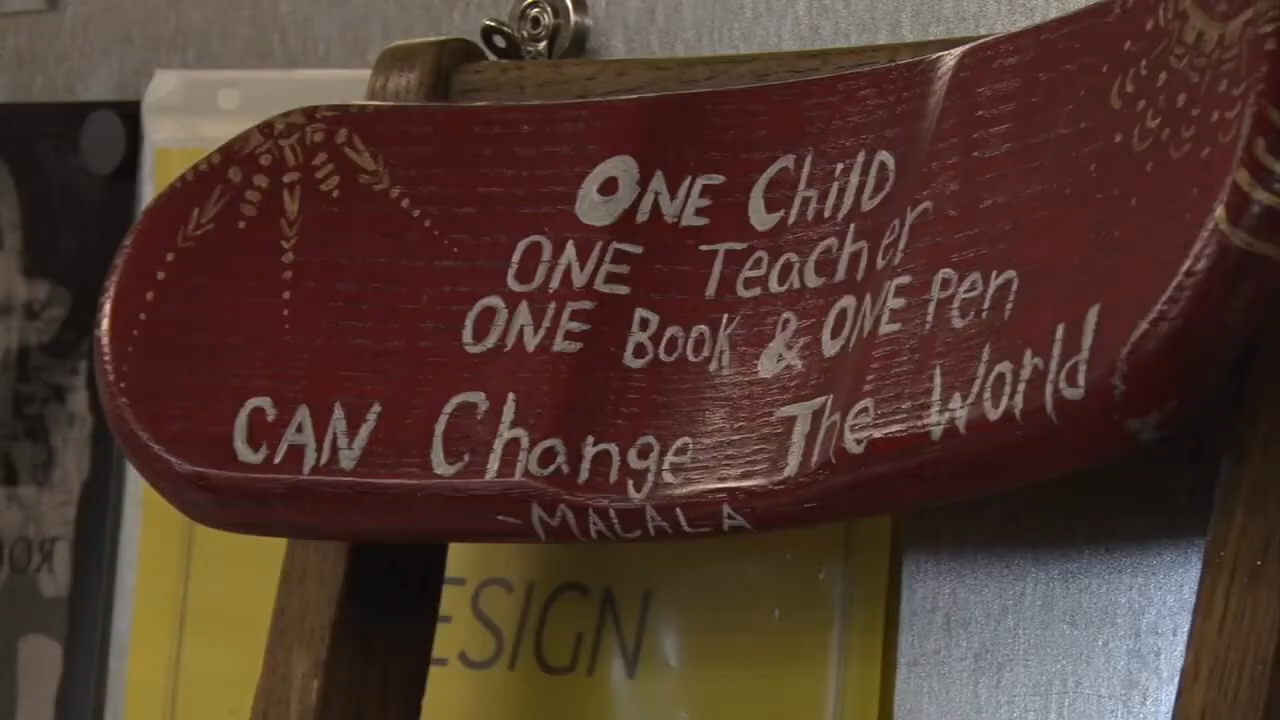 ONE Child
ONE Teacher
ONE Book & ONE Pen
CAN Change The World
-MALALA
ESIGN